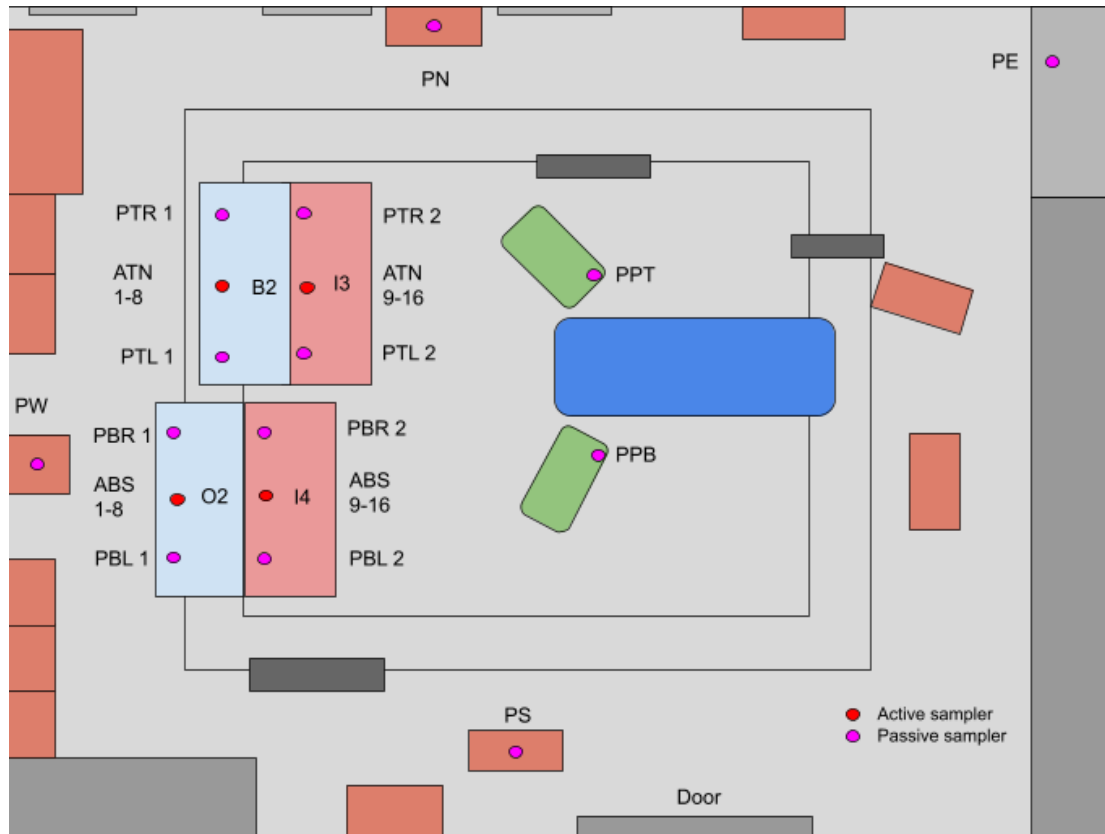 PN
PE
PTR 1
PTR 2
ATN
1-8
B2
I3
ATN
9-16
PPT
PTL 1
PTL 2
PW
PBR 1
PBR 2
ABS
1-8
O2
I4
ABS
9-16
PPB
PBL 1
PBL 2
PS
Active sampler
Passive sampler
Door